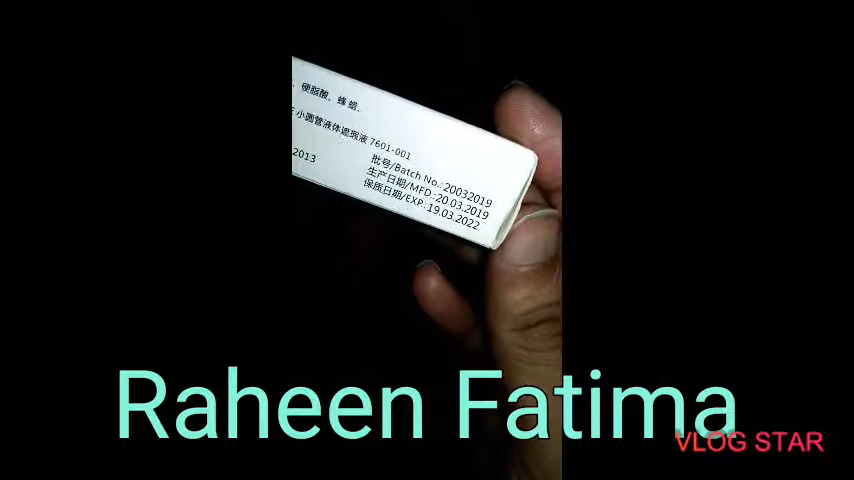 、硬脂酸、蜂蜡、
E 小圆管液体遮瑕液 7601-001
2013
批号/Batch No.:20032019
生产日期/MFD.:20.03.2019
保质日期/EXP.:19.03.2022
Raheen Fatima
VLOG STAR